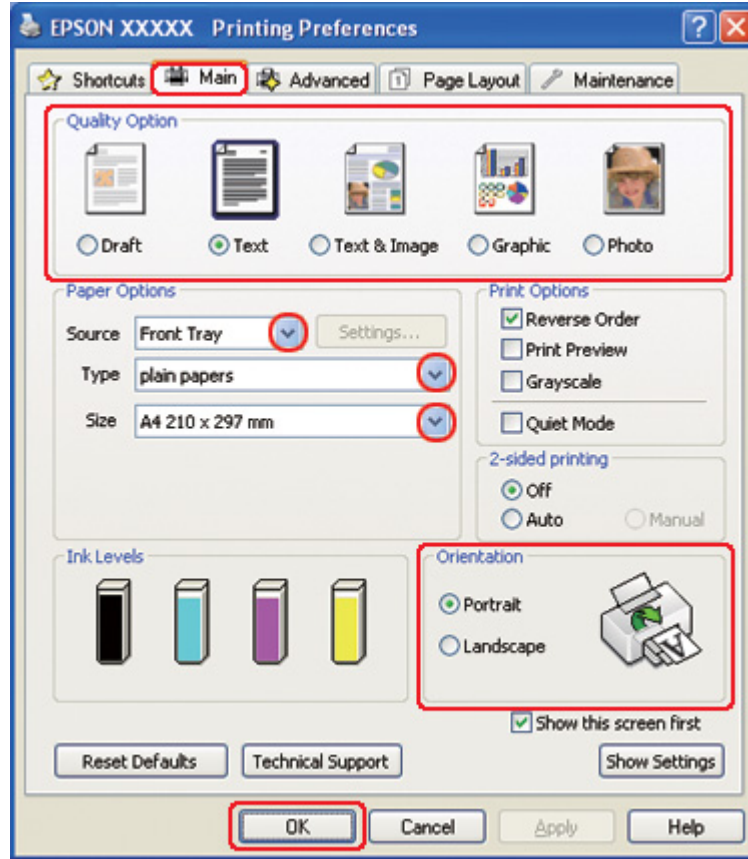 EPSON XXXXX Printing Preferences
Shortcuts Main Advanced Page Layout Maintenance
Quality Option
Draft Text Text & Image Graphic Photo
Paper Options
Source Front Tray Settings...
Type plain papers
Size A4 210 x 297 mm
Print Options
Reverse Order
Print Preview
Grayscale
Quiet Mode
2-sided printing
Off
Auto Manual
Ink Levels
Orientation
Portrait
Landscape
Show this screen first
Reset Defaults Technical Support Show Settings
OK Cancel Apply Help